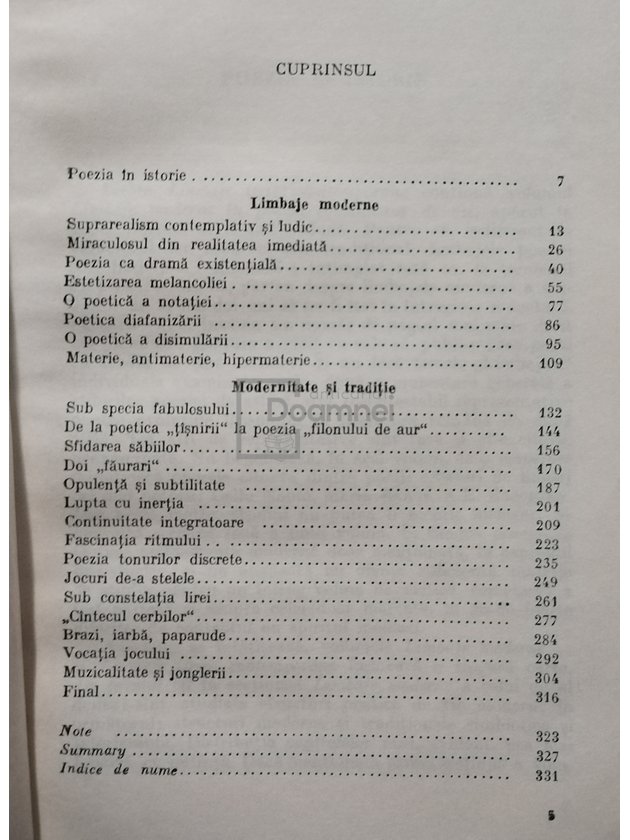 CUPRINSUL
Poezia în istorie . . . . . . . . . . . . . . . . . . . . 7
Limbaje moderne
Suprarealism contemplativ și ludic . . . . . . . . . . 13
Miraculosul din realitatea imediată . . . . . . . . . . 26
Poezia ca dramă existențială . . . . . . . . . . 40
Estetizarea melancoliei . . . . . . . . . . 55
O poetică a notației . . . . . . . . . . 77
Poetica diafanizării . . . . . . . . . . 86
O poetică a disimulării . . . . . . . . . . 95
Materie, antimaterie, hipermaterie . . . . . . . . . . 109
Modernitate și tradiție
anticariat
Doamnei
Sub specia fabulosului . . . . . . . . . . 132
De la poetica „țîșnirii“ la poezia „filonului de aur“ . . . . . . 144
Sfidarea săbiilor . . . . . . . . . . 156
Doi „făurari“ . . . . . . . . . . 170
Opulență și subtilitate . . . . . . . . . . 187
Lupta cu inerția . . . . . . . . . . 201
Continuitate integratoare . . . . . . . . . . 209
Fascinația ritmului . . . . . . . . . . 223
Poezia tonurilor discrete . . . . . . . . . . 235
Jocuri de-a stelele . . . . . . . . . . 249
Sub constelația lirei . . . . . . . . . . 261
„Cîntecul cerbilor“ . . . . . . . . . . 277
Brazi, iarbă, paparude . . . . . . . . . . 284
Vocația jocului . . . . . . . . . . 292
Muzicalitate și jonglerii . . . . . . . . . . 304
Final . . . . . . . . . . 316
Note . . . . . . . . . . 323
Summary . . . . . . . . . . 327
Indice de nume . . . . . . . . . . 331
5